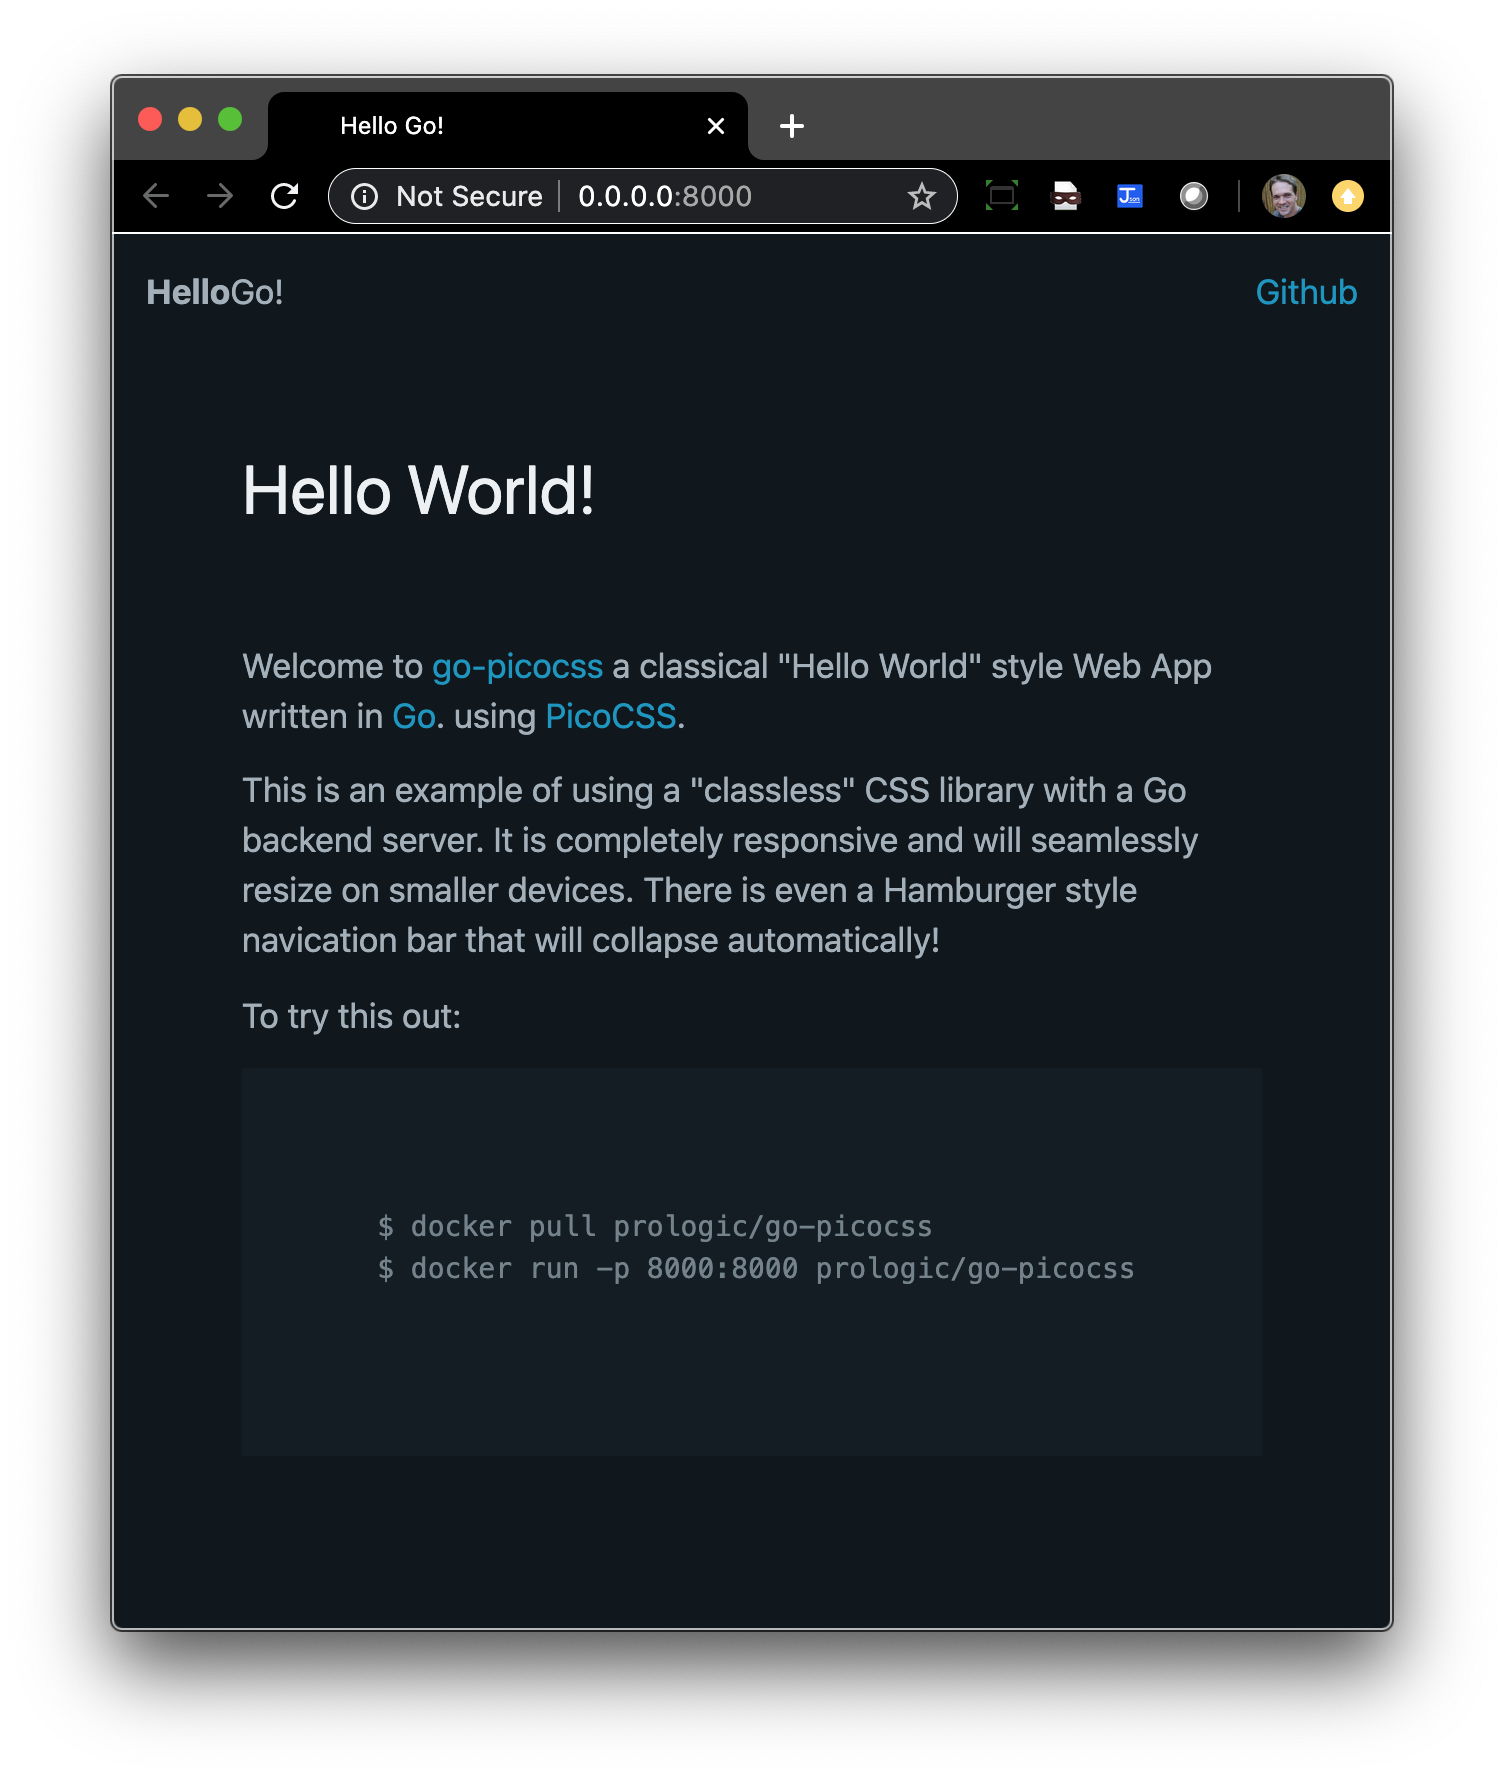 Hello Go!
Not Secure 0.0.0.0:8000
HelloGo!
Github
Hello World!
Welcome to go-picocss a classical "Hello World" style Web App
written in Go. using PicoCSS.
This is an example of using a "classless" CSS library with a Go
backend server. It is completely responsive and will seamlessly
resize on smaller devices. There is even a Hamburger style
navication bar that will collapse automatically!
To try this out:
$ docker pull prologic/go-picocss
$ docker run -p 8000:8000 prologic/go-picocss